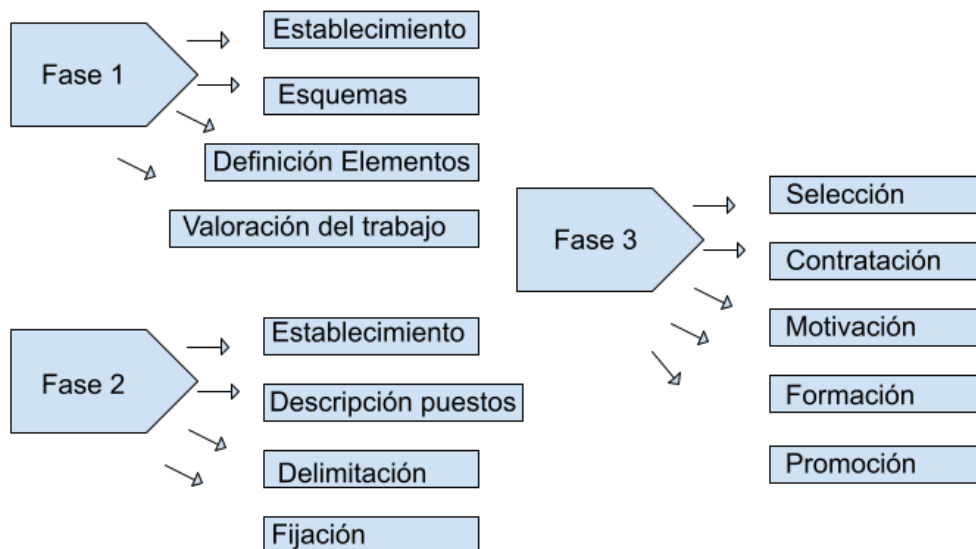 Fase 1
Establecimiento
Esquemas
Definición Elementos
Valoración del trabajo
Fase 2
Establecimiento
Descripción puestos
Delimitación
Fijación
Fase 3
Selección
Contratación
Motivación
Formación
Promoción